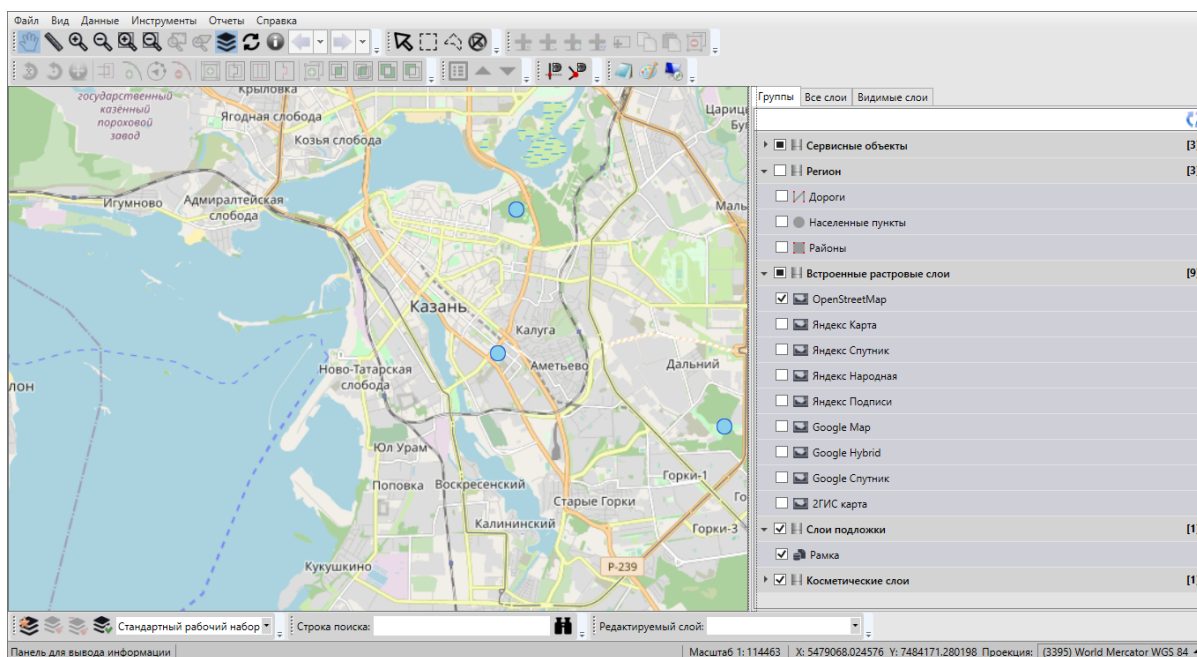 Файл Вид Данные Инструменты Отчеты Справка
Группы Все слои Видимые слои
Сервисные объекты [3]
Регион [3]
Дороги
Населенные пункты
Районы
Встроенные растровые слои [9]
OpenStreetMap
Яндекс Карта
Яндекс Спутник
Яндекс Народная
Яндекс Подписи
Google Map
Google Hybrid
Google Спутник
2ГИС карта
Слои подложки [1]
Рамка
Косметические слои [1]
государственный
казенный
пороховой
завод
Крыловка
Ягодная слобода
Козья слобода
Игумново
Адмиралтейская
слобода
Казань
Калуга
Аметьево
Дальний
Ново-Татарская
слобода
Юл Урам
Поповка
Воскресенский
Горки-1
Старые Горки
Калининский
Горки-3
Кукушкино
Р-239
Стандартный рабочий набор Строка поиска: Редактируемый слой:
Панель для вывода информации Масштаб 1: 114463 X: 5479068.024576 Y: 7484171.280198 Проекция: (3395) World Mercator WGS 84